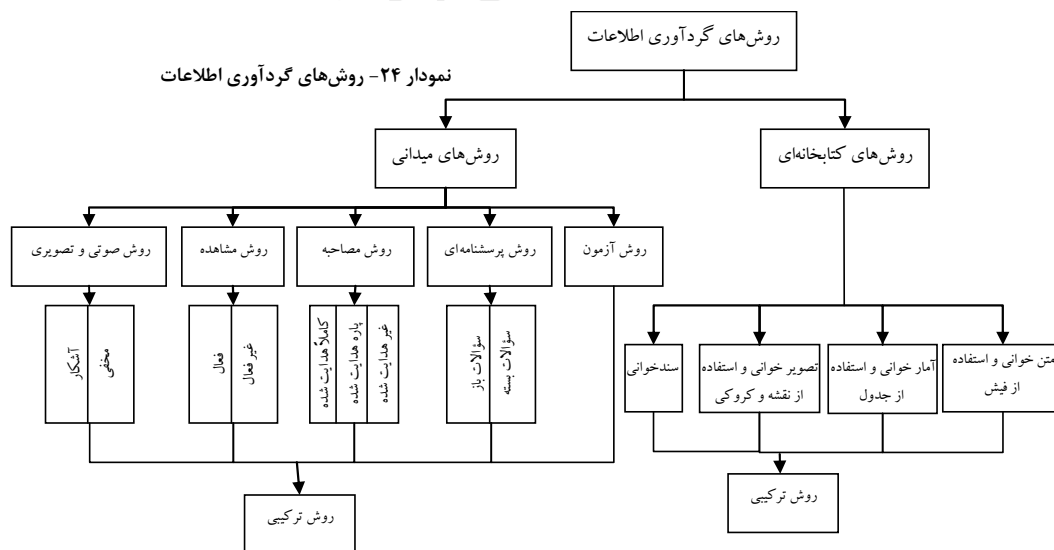 روش‌های گردآوری اطلاعات
نمودار ۲۴- روش‌های گردآوری اطلاعات
روش‌های کتابخانه‌ای
روش‌های میدانی
روش آزمون
روش پرسشنامه‌ای
روش مصاحبه
روش مشاهده
روش صوتی و تصویری
سؤالات بسته
سؤالات باز
غیر هدایت شده
پاره هدایت شده
کاملاً هدایت شده
غیر فعال
فعال
مخفی
آشکار
متن خوانی و استفاده
از فیش
آمار خوانی و استفاده
از جدول
تصویر خوانی و استفاده
از نقشه و کروکی
سندخوانی
روش ترکیبی
روش ترکیبی